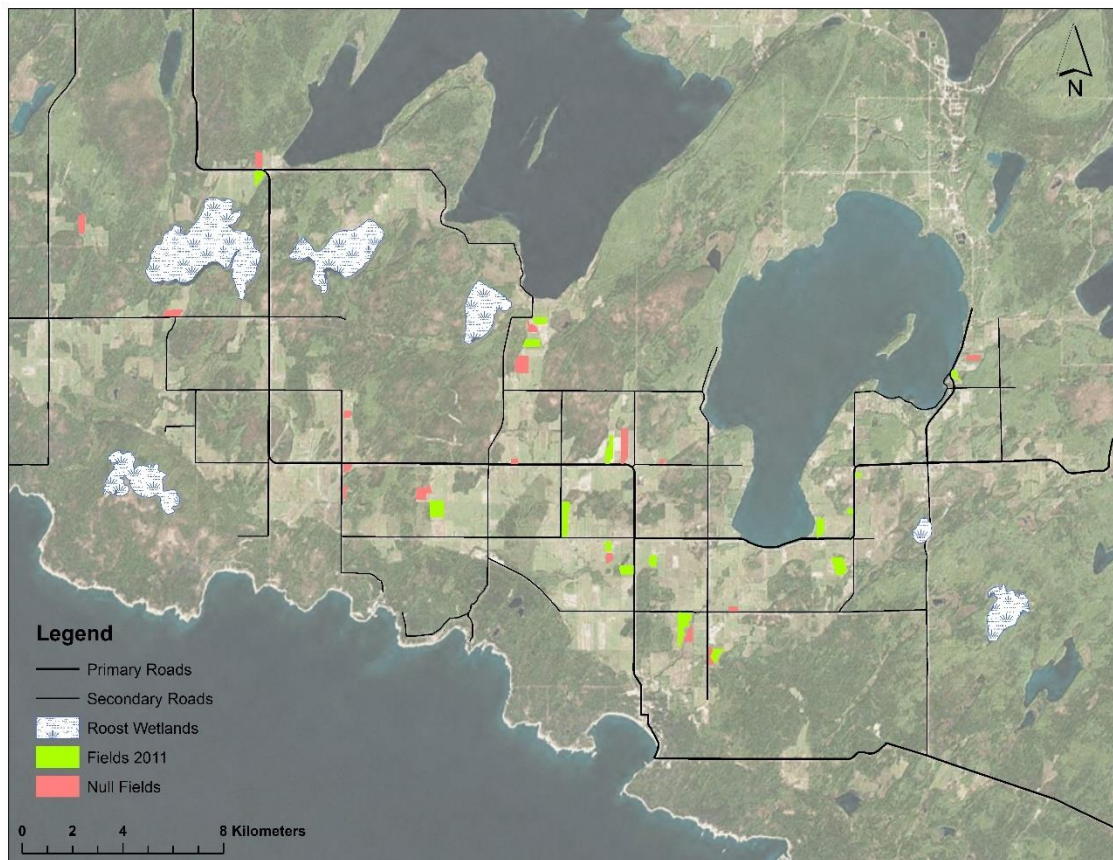 N
Legend
Primary Roads
Secondary Roads
Roost Wetlands
Fields 2011
Null Fields
0 2 4 8 Kilometers